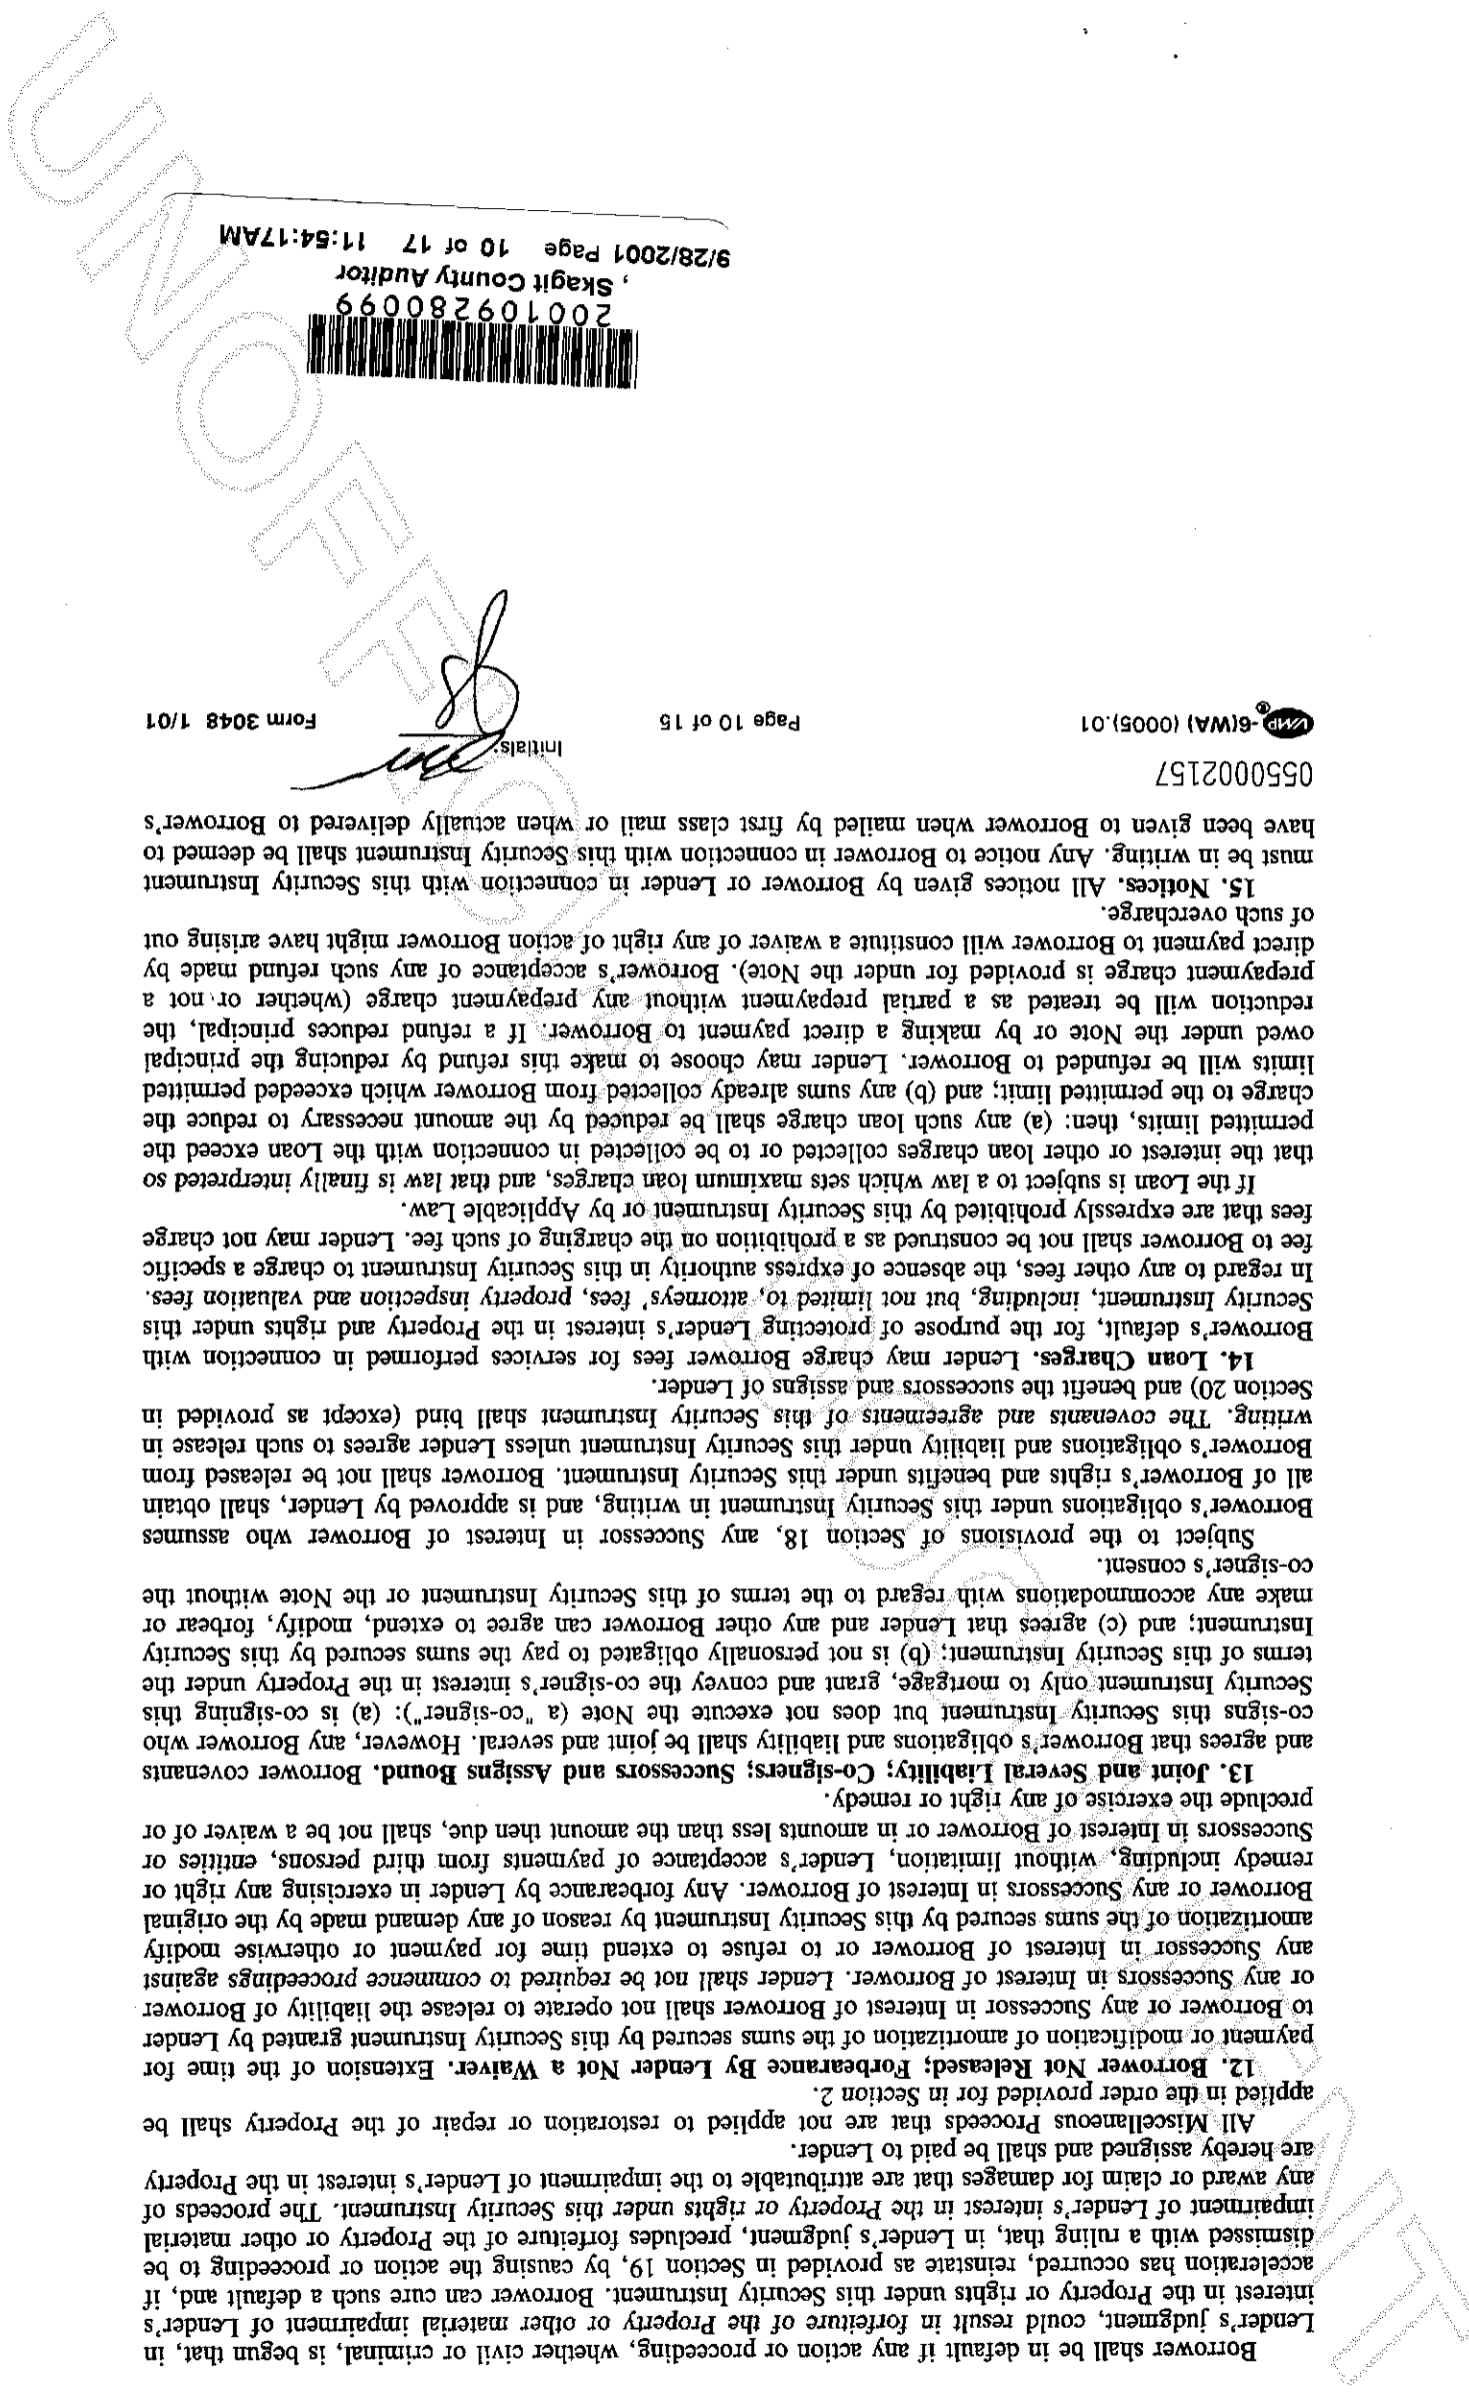 Borrower shall be in default if any action or proceeding, whether civil or criminal, is begun that, in
Lender's judgment, could result in forfeiture of the Property or other material impairment of Lender's
interest in the Property or rights under this Security Instrument. Borrower can cure such a default and, if
acceleration has occurred, reinstate as provided in Section 19, by causing the action or proceeding to be
dismissed with a ruling that, in Lender's judgment, precludes forfeiture of the Property or other material
impairment of Lender's interest in the Property or rights under this Security Instrument. The proceeds of
any award or claim for damages that are attributable to the impairment of Lender's interest in the Property
are hereby assigned and shall be paid to Lender.
All Miscellaneous Proceeds that are not applied to restoration or repair of the Property shall be
applied in the order provided for in Section 2.
12. Borrower Not Released; Forbearance By Lender Not a Waiver. Extension of the time for
payment or modification of amortization of the sums secured by this Security Instrument granted by Lender
to Borrower or any Successor in Interest of Borrower shall not operate to release the liability of Borrower
or any Successors in Interest of Borrower. Lender shall not be required to commence proceedings against
any Successor in Interest of Borrower or to refuse to extend time for payment or otherwise modify
amortization of the sums secured by this Security Instrument by reason of any demand made by the original
Borrower or any Successors in Interest of Borrower. Any forbearance by Lender in exercising any right or
remedy including, without limitation, Lender's acceptance of payments from third persons, entities or
Successors in Interest of Borrower or in amounts less than the amount then due, shall not be a waiver of or
preclude the exercise of any right or remedy.
13. Joint and Several Liability; Co-signers; Successors and Assigns Bound. Borrower covenants
and agrees that Borrower's obligations and liability shall be joint and several. However, any Borrower who
co-signs this Security Instrument but does not execute the Note (a "co-signer"): (a) is co-signing this
Security Instrument only to mortgage, grant and convey the co-signer's interest in the Property under the
terms of this Security Instrument; (b) is not personally obligated to pay the sums secured by this Security
Instrument; and (c) agrees that Lender and any other Borrower can agree to extend, modify, forbear or
make any accommodations with regard to the terms of this Security Instrument or the Note without the
co-signer's consent.
Subject to the provisions of Section 18, any Successor in Interest of Borrower who assumes
Borrower's obligations under this Security Instrument in writing, and is approved by Lender, shall obtain
all of Borrower's rights and benefits under this Security Instrument. Borrower shall not be released from
Borrower's obligations and liability under this Security Instrument unless Lender agrees to such release in
writing. The covenants and agreements of this Security Instrument shall bind (except as provided in
Section 20) and benefit the successors and assigns of Lender.
14. Loan Charges. Lender may charge Borrower fees for services performed in connection with
Borrower's default, for the purpose of protecting Lender's interest in the Property and rights under this
Security Instrument, including, but not limited to, attorneys' fees, property inspection and valuation fees.
In regard to any other fees, the absence of express authority in this Security Instrument to charge a specific
fee to Borrower shall not be construed as a prohibition on the charging of such fee. Lender may not charge
fees that are expressly prohibited by this Security Instrument or by Applicable Law.
If the Loan is subject to a law which sets maximum loan charges, and that law is finally interpreted so
that the interest or other loan charges collected or to be collected in connection with the Loan exceed the
permitted limits, then: (a) any such loan charge shall be reduced by the amount necessary to reduce the
charge to the permitted limit; and (b) any sums already collected from Borrower which exceeded permitted
limits will be refunded to Borrower. Lender may choose to make this refund by reducing the principal
owed under the Note or by making a direct payment to Borrower. If a refund reduces principal, the
reduction will be treated as a partial prepayment without any prepayment charge (whether or not a
prepayment charge is provided for under the Note). Borrower's acceptance of any such refund made by
direct payment to Borrower will constitute a waiver of any right of action Borrower might have arising out
of such overcharge.
15. Notices. All notices given by Borrower or Lender in connection with this Security Instrument
must be in writing. Any notice to Borrower in connection with this Security Instrument shall be deemed to
have been given to Borrower when mailed by first class mail or when actually delivered to Borrower's
0550002157
Initials:
VMP®-6(WA) (0005).01 Page 10 of 15 Form 3048 1/01
200109280099
, Skagit County Auditor
9/28/2001 Page 10 of 17 11:54:17AM
UNOFFICIAL DOCUMENT